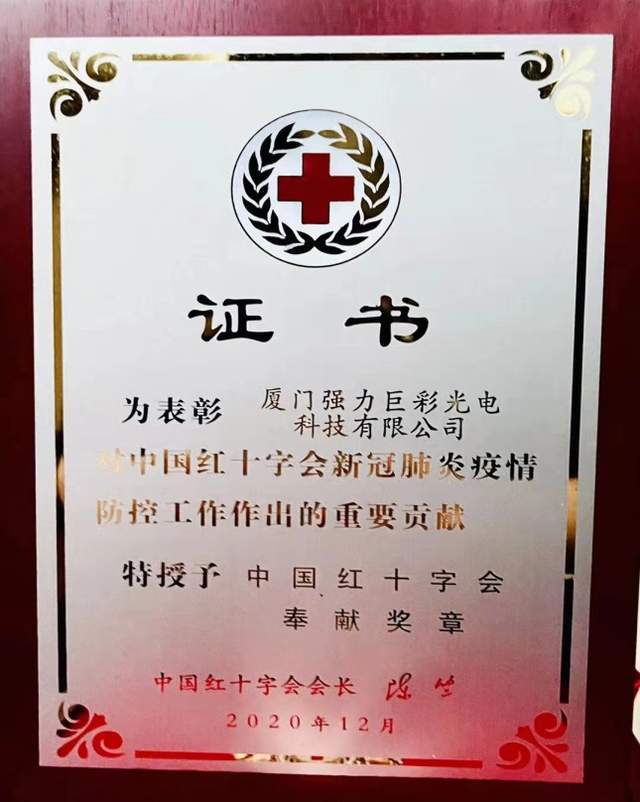 证书
为表彰 厦门强力巨彩光电
科技有限公司
对中国红十字会新冠肺炎疫情
防控工作作出的重要贡献
特授予 中国红十字会
奉献奖章
中国红十字会会长 陈竺
2020年12月